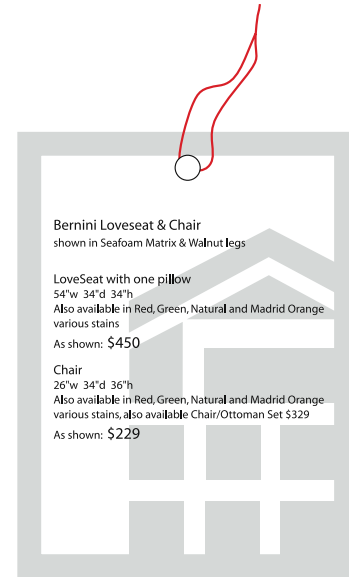 Bernini Loveseat & Chair
shown in Seafoam Matrix & Walnut legs
LoveSeat with one pillow
54"w 34"d 34"h
Also available in Red, Green, Natural and Madrid Orange
various stains
As shown: $450
Chair
26"w 34"d 36"h
Also available in Red, Green, Natural and Madrid Orange
various stains, also available Chair/Ottoman Set $329
As shown: $229